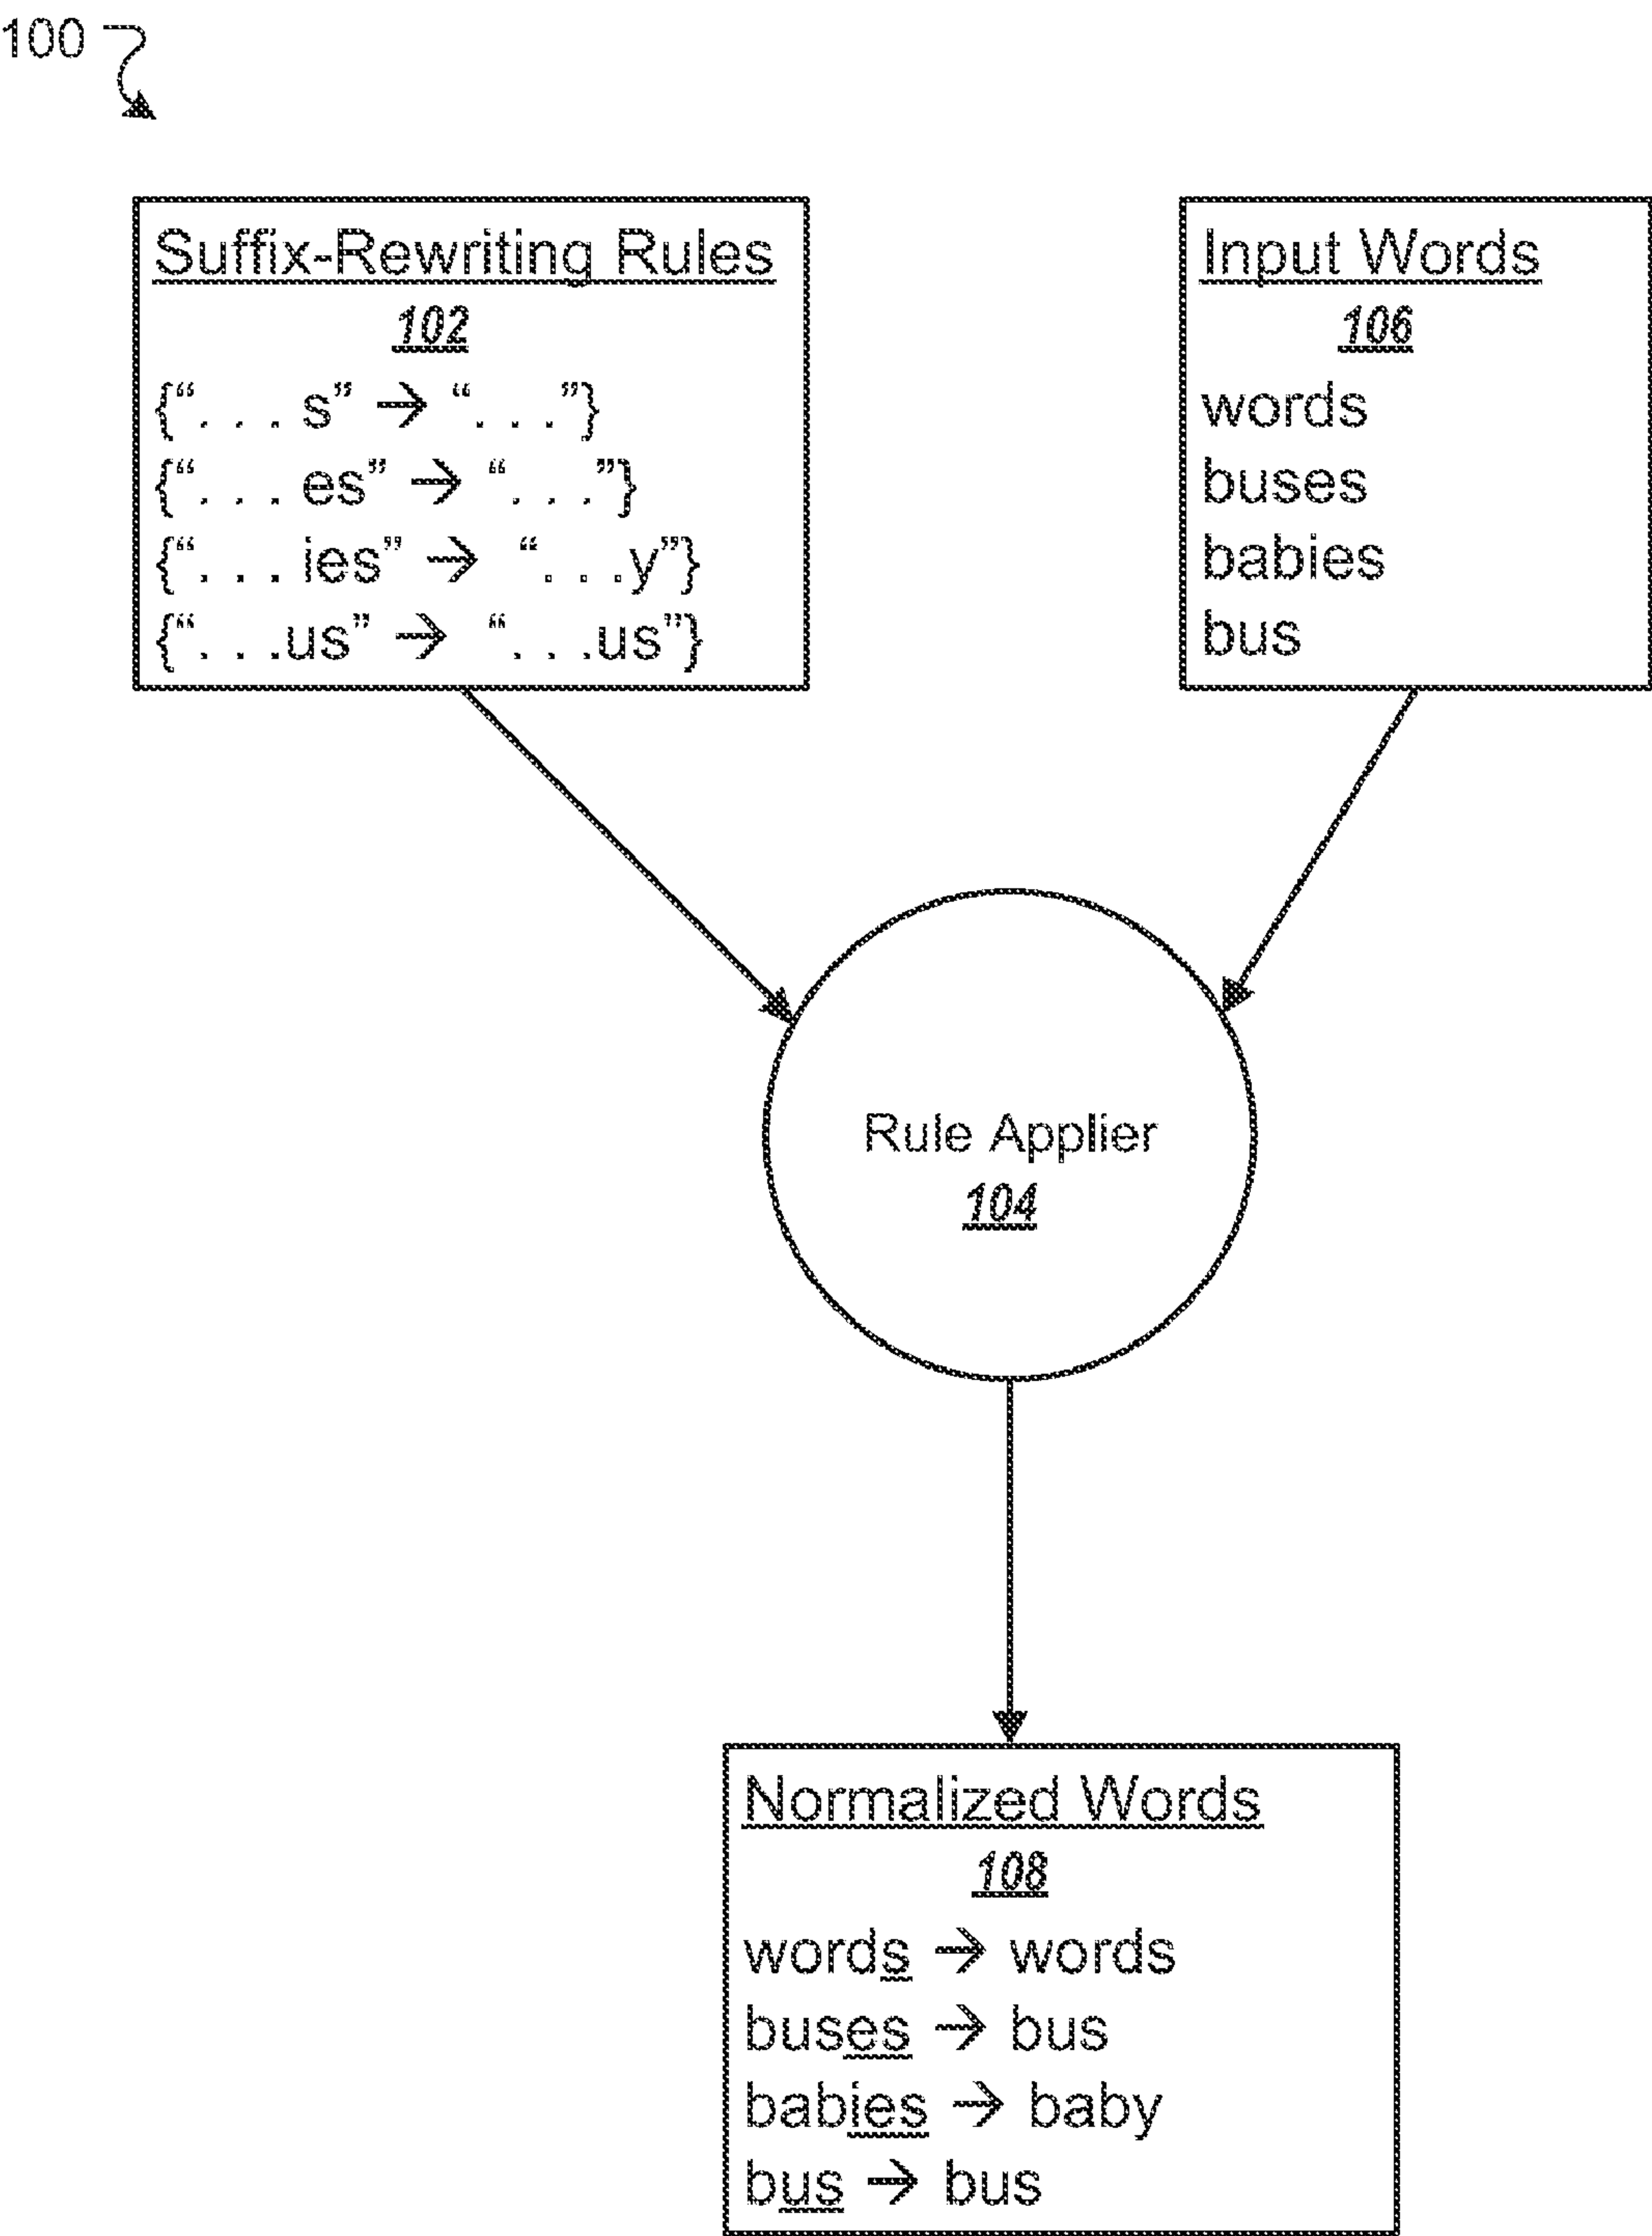 100
Suffix-Rewriting Rules
102
{“. . . s” → “. . .”}
{“. . . es” → “. . .”}
{“. . . ies” → “. . .y”}
{“. . .us” → “. . .us”}
Input Words
106
words
buses
babies
bus
Rule Applier
104
Normalized Words
108
words → words
buses → bus
babies → baby
bus → bus